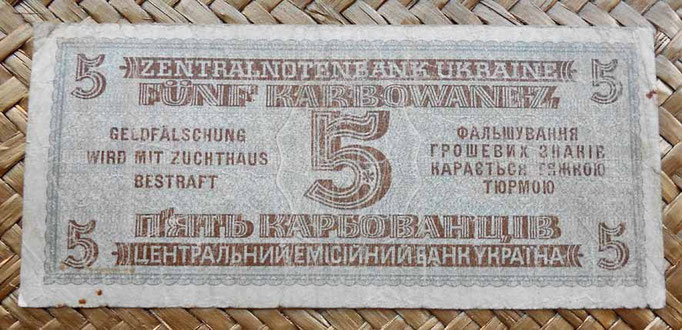 5 ZENTRALNOTENBANK UKRAINE 5
FÜNF KARBOWANEZ
GELDFÄLSCHUNG
WIRD MIT ZUCHTHAUS
BESTRAFT
5
ФАЛЬШУВАННЯ
ГРОШЕВИХ ЗНАКІВ
КАРАЄТЬСЯ ТЯЖКОЮ
ТЮРМОЮ
П'ЯТЬ КАРБОВАНЦІВ
5 ЦЕНТРАЛЬНИЙ ЕМІСІЙНИЙ БАНК УКРАЇНА 5